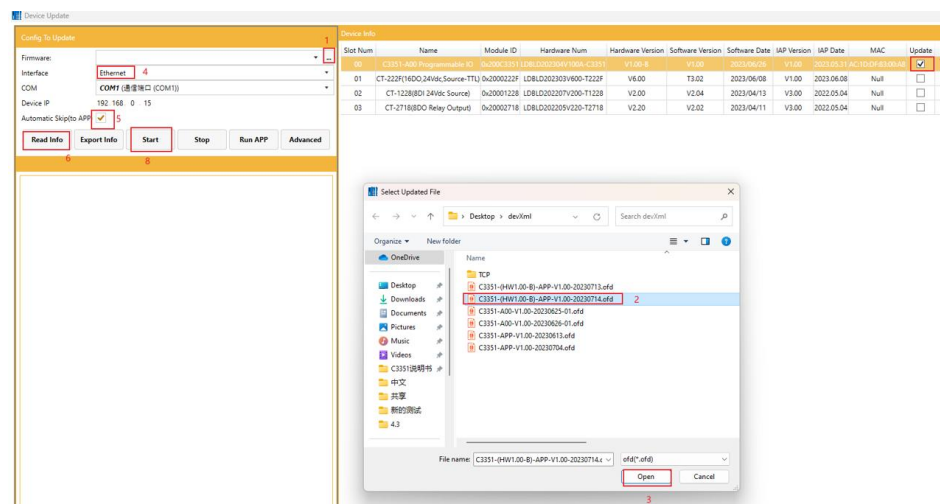 Device Update
Config To Update
1
Firmware:
...
Interface
Ethernet
4
COM
COM1 (通信端口 (COM1))
Device IP
192 168 0 15
Automatic Skip(to APP
5
Read Info
Export Info
Start
Stop
Run APP
Advanced
6
8
Device Info
Slot Num Name Module ID Hardware Num Hardware Version Software Version Software Date IAP Version IAP Date MAC Update
00 C3351-A00 Programmable IO 0x200C3351 LDBLD202304V100A-C3351 V1.00-B V1.00 2023/06/26 V1.00 2023.05.31
01 CT-222F(16DO,24Vdc,Source-TTL) 0x2000222F LDBLD202303V600-T222F V6.00 T3.02 2023/06/08 V1.00 2023.06.08 Null
02 CT-1228(8DI 24Vdc Source) 0x20001228 LDBLD202207V200-T1228 V2.00 V2.04 2023/04/13 V3.00 2022.05.04 Null
03 CT-2718(8DO Relay Output) 0x20002718 LDBLD202205V220-T2718 V2.20 V2.02 2023/04/11 V3.00 2022.05.04 Null
Select Updated File
Desktop
devXml
Search devXml
Organize
New folder
OneDrive
Desktop
Downloads
Documents
Pictures
Music
Videos
C3351说明书
中文
共享
新的测试
4.3
Name
TCP
C3351-(HW1.00-B)-APP-V1.00-20230713.ofd
C3351-(HW1.00-B)-APP-V1.00-20230714.ofd
2
C3351-A00-V1.00-20230625-01.ofd
C3351-A00-V1.00-20230626-01.ofd
C3351-APP-V1.00-20230613.ofd
C3351-APP-V1.00-20230704.ofd
File name:
C3351-(HW1.00-B)-APP-V1.00-20230714.c
ofd(*.ofd)
Open
Cancel
3